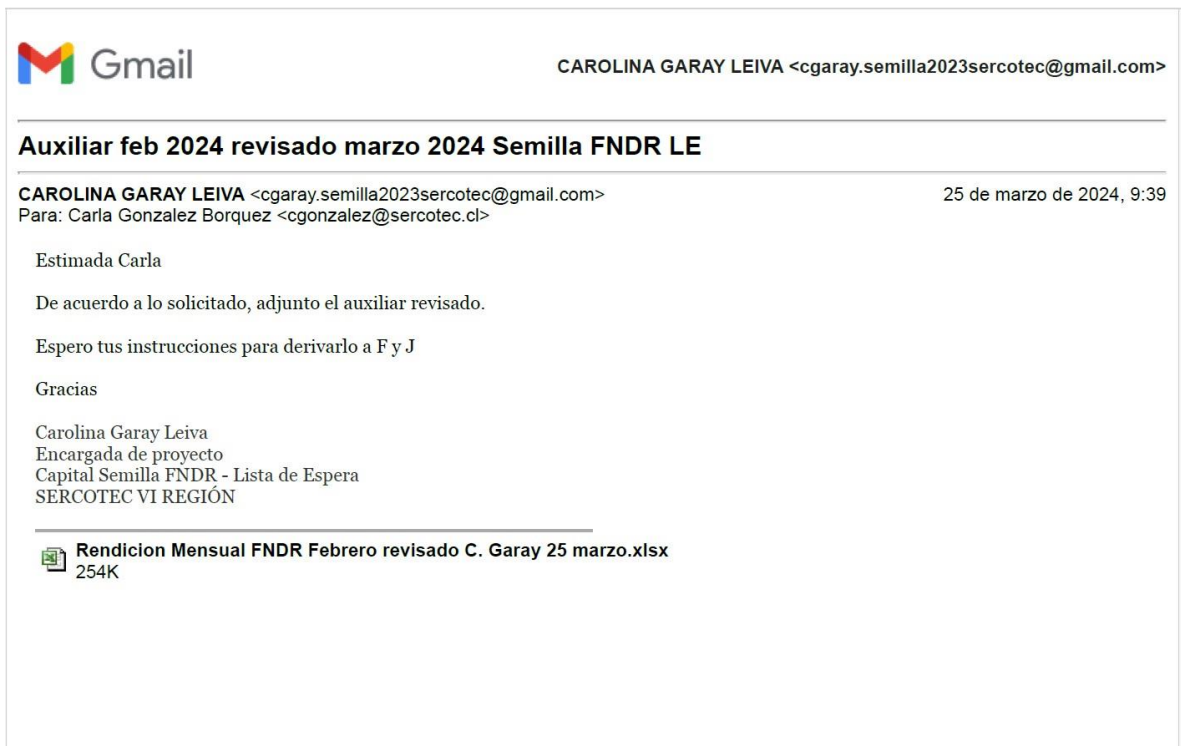 Gmail
CAROLINA GARAY LEIVA <cgaray.semilla2023sercotec@gmail.com>
Auxiliar feb 2024 revisado marzo 2024 Semilla FNDR LE
CAROLINA GARAY LEIVA <cgaray.semilla2023sercotec@gmail.com> 25 de marzo de 2024, 9:39
Para: Carla Gonzalez Borquez <cgonzalez@sercotec.cl>
Estimada Carla
De acuerdo a lo solicitado, adjunto el auxiliar revisado.
Espero tus instrucciones para derivarlo a F y J
Gracias
Carolina Garay Leiva
Encargada de proyecto
Capital Semilla FNDR - Lista de Espera
SERCOTEC VI REGIÓN
Rendicion Mensual FNDR Febrero revisado C. Garay 25 marzo.xlsx
254K